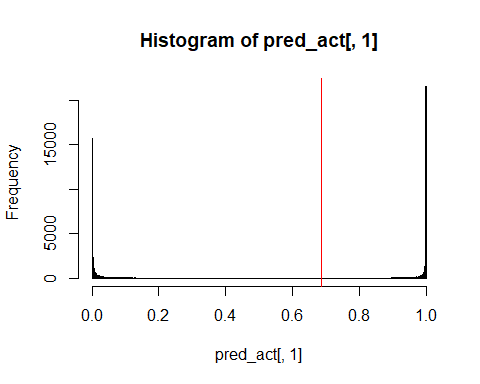 Histogram of pred_act[, 1]
Frequency
15000
5000
0
0.0 0.2 0.4 0.6 0.8 1.0
pred_act[, 1]